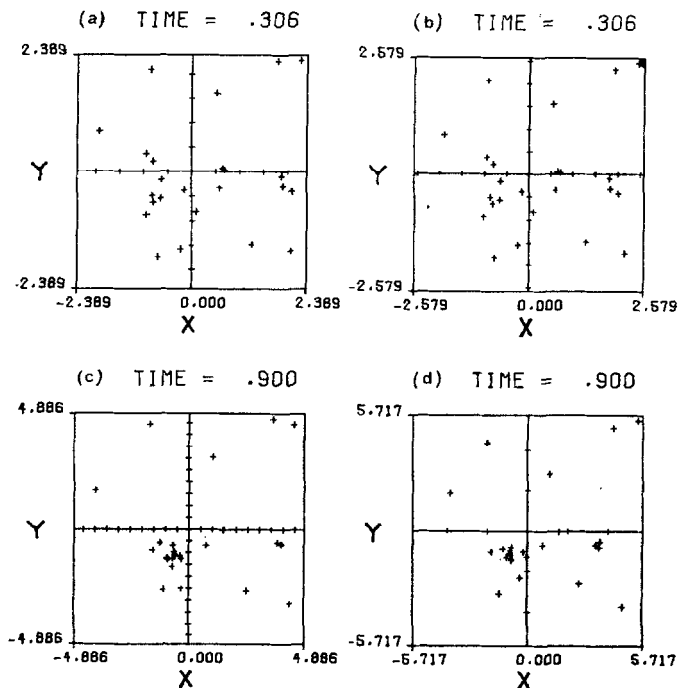 (a) TIME = .306
(b) TIME = .306
2.389
Y
-2.389
-2.389 0.000 2.389
X
2.579
Y
-2.579
-2.579 0.000 2.579
X
(c) TIME = .900
(d) TIME = .900
4.886
Y
-4.886
-4.886 0.000 4.886
X
5.717
Y
-5.717
-5.717 0.000 5.717
X